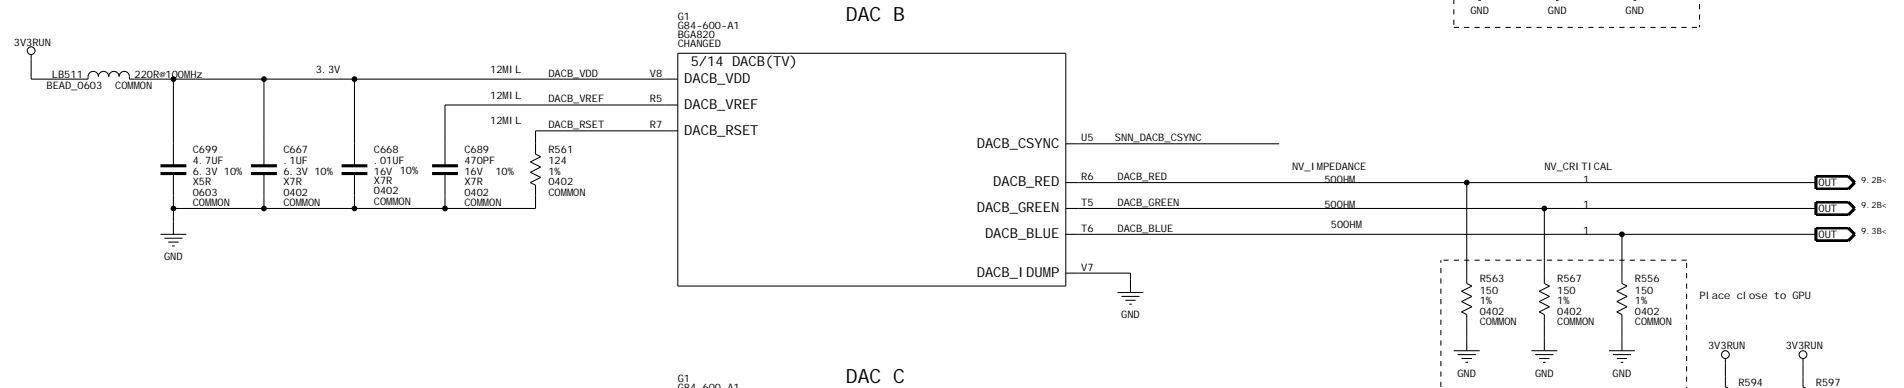 DAC B
G1
G84-600-A1
BGA820
CHANGED
GND GND GND
3V3RUN
LB511 220R@100MHz
BEAD_0603 COMMON
3.3V
12MIL DACB_VDD V8
12MIL DACB_VREF R5
12MIL DACB_RSET R7
5/14 DACB(TV)
DACB_VDD
DACB_VREF
DACB_RSET
DACB_CSYNC
DACB_RED
DACB_GREEN
DACB_BLUE
DACB_IDUMP
C699
4.7UF
6.3V 10%
X5R
0603
COMMON
C667
.1UF
6.3V 10%
X7R
0402
COMMON
C668
.01UF
16V 10%
X7R
0402
COMMON
C689
470PF
16V 10%
X7R
0402
COMMON
R561
124
1%
0402
COMMON
GND
U5 SNN_DACB_CSYNC
NV_IMPEDANCE NV_CRITICAL
R6 DACB_RED 50OHM 1 OUT 9.2B<
T5 DACB_GREEN 50OHM 1 OUT 9.2B<
T6 DACB_BLUE 50OHM 1 OUT 9.3B<
V7
GND
R563
150
1%
0402
COMMON
R567
150
1%
0402
COMMON
R556
150
1%
0402
COMMON
Place close to GPU
GND GND GND
3V3RUN 3V3RUN
R594 R597
DAC C
G1
G84-600-A1